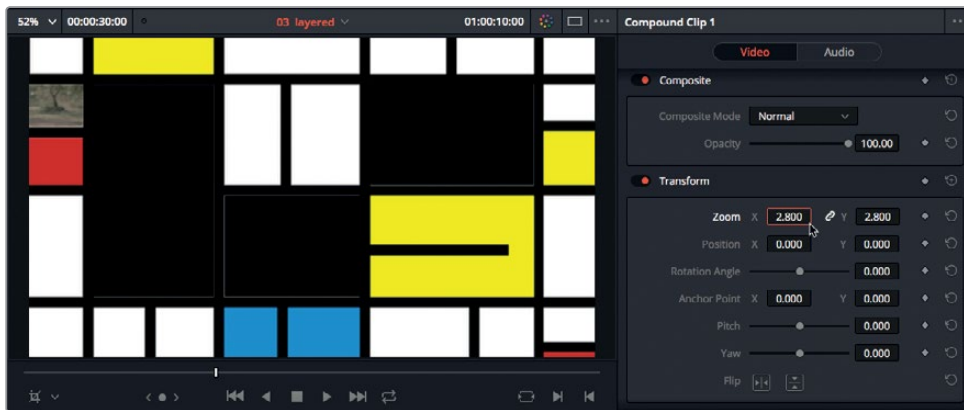 52% 00:00:30:00 03 layered 01:00:10:00 Compound Clip 1
Video Audio
Composite
Composite Mode Normal
Opacity 100.00
Transform
Zoom X 2.800 Y 2.800
Position X 0.000 Y 0.000
Rotation Angle 0.000
Anchor Point X 0.000 Y 0.000
Pitch 0.000
Yaw 0.000
Flip